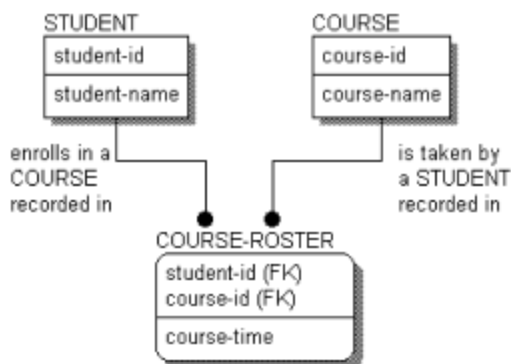 STUDENT
student-id
student-name
COURSE
course-id
course-name
enrolls in a
COURSE
recorded in
is taken by
a STUDENT
recorded in
COURSE-ROSTER
student-id (FK)
course-id (FK)
course-time